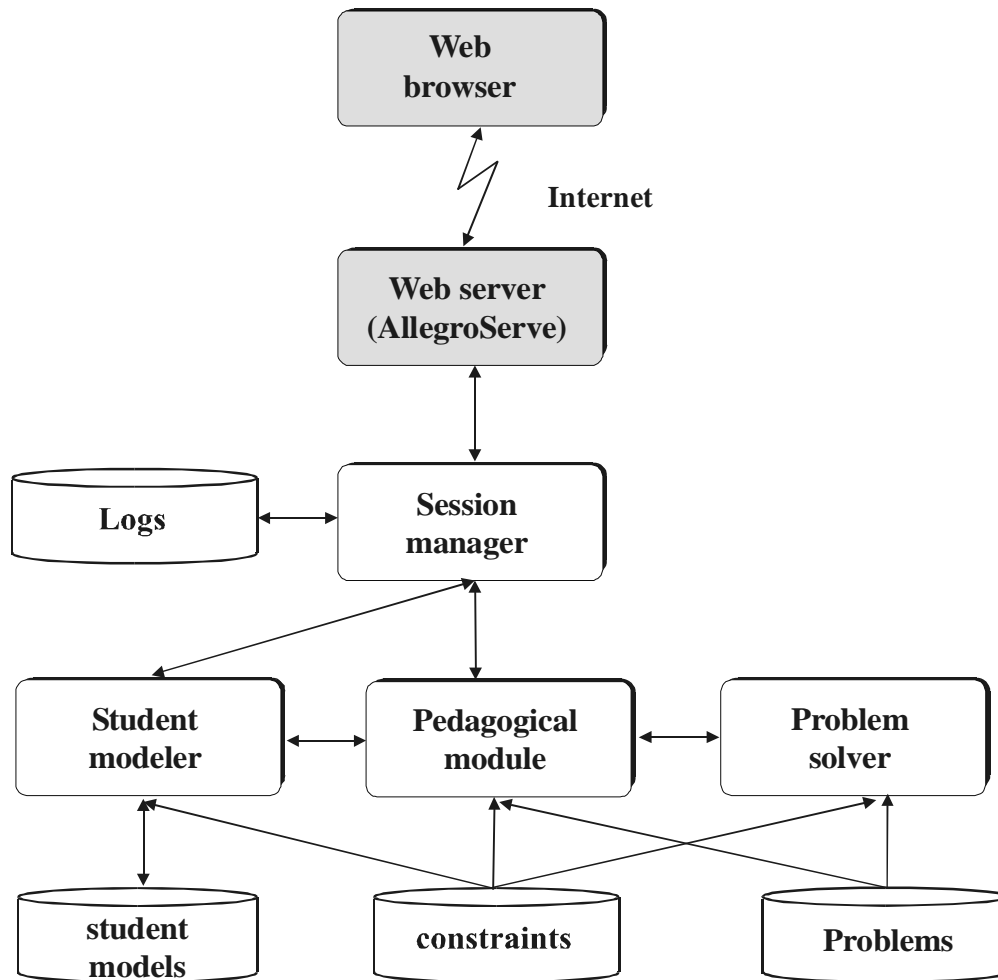 Web
browser
Internet
Web server
(AllegroServe)
Logs
Session
manager
Student
modeler
Pedagogical
module
Problem
solver
student
models
constraints
Problems